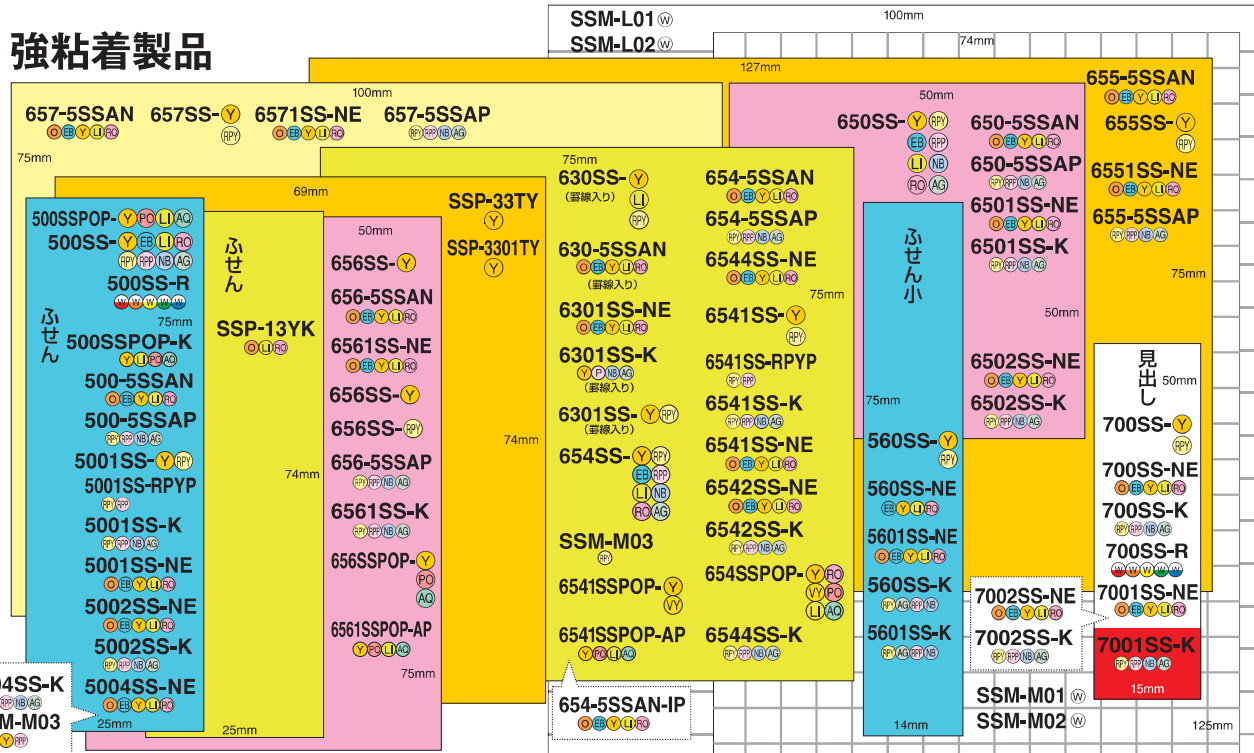 強粘着製品
SSM-L01 W
SSM-L02 W
100mm
74mm
127mm
100mm
657-5SSAN
O EB Y LI RO
657SS- Y
RPY
6571SS-NE
O EB Y LI RO
657-5SSAP
RPY RPP NB AG
75mm
69mm
SSP-33TY
Y
SSP-3301TY
Y
74mm
500SSPOP- Y PO LI AQ
500SS- Y EB LI RO
RPY RPP NB AG
500SS-R
W W W W W
75mm
ふせん
500SSPOP-K
Y LI PO AQ
500-5SSAN
O EB Y LI RO
500-5SSAP
RPY RPP NB AG
5001SS- Y RPY
5001SS-RPYP
RPY RPP
5001SS-K
RPY RPP NB AG
5001SS-NE
O EB Y LI RO
5002SS-NE
O EB Y LI RO
5002SS-K
RPY RPP NB AG
5004SS-NE
O EB Y LI RO
25mm
04SS-K
RPP NB AG
M-M03
Y RPP
ふせん
SSP-13YK
O LI RO
74mm
25mm
50mm
656SS- Y
656-5SSAN
O EB Y LI RO
6561SS-NE
O EB Y LI RO
656SS- Y
656SS- RPY
656-5SSAP
RPY RPP NB AG
6561SS-K
RPY RPP NB AG
656SSPOP- Y
PO
AQ
6561SSPOP-AP
Y PO LI AQ
75mm
75mm
630SS- Y
(罫線入り) LI
RPY
630-5SSAN
O EB Y LI RO
(罫線入り)
6301SS-NE
O EB Y LI RO
6301SS-K
Y P NB AG
(罫線入り)
6301SS- Y RPY
(罫線入り)
654SS- Y RPY
EB RPP
LI NB
RO AG
SSM-M03
RPY
6541SSPOP- Y
VY
6541SSPOP-AP
Y PO LI AQ
654-5SSAN-IP
O EB Y LI RO
654-5SSAN
O EB Y LI RO
654-5SSAP
RPY RPP NB AG
6544SS-NE
O EB Y LI RO
75mm
6541SS- Y
RPY
6541SS-RPYP
RPY RPP
6541SS-K
RPY RPP NB AG
6541SS-NE
O EB Y LI RO
6542SS-NE
O EB Y LI RO
6542SS-K
RPY RPP NB AG
654SSPOP- Y RO
VY PO
LI AQ
6544SS-K
RPY RPP NB AG
50mm
650SS- Y RPY
EB RPP
LI NB
RO AG
650-5SSAN
O EB Y LI RO
650-5SSAP
RPY RPP NB AG
6501SS-NE
O EB Y LI RO
6501SS-K
RPY RPP NB AG
50mm
6502SS-NE
O EB Y LI RO
6502SS-K
RPY RPP NB AG
ふせん小
75mm
560SS- Y
RPY
560SS-NE
EB Y LI RO
5601SS-NE
O EB Y LI RO
560SS-K
RPY AG RPP NB
5601SS-K
RPY AG RPP NB
14mm
655-5SSAN
O EB Y LI RO
655SS- Y
RPY
6551SS-NE
O EB Y LI RO
655-5SSAP
RPY RPP NB AG
75mm
見出し
50mm
700SS- Y
RPY
700SS-NE
O EB Y LI RO
700SS-K
RPY RPP NB AG
700SS-R
W W W W W
7001SS-NE
O EB Y LI RO
7001SS-K
RPY RPP NB AG
15mm
7002SS-NE
O EB Y LI RO
7002SS-K
RPY RPP NB AG
SSM-M01 W
SSM-M02 W
125mm